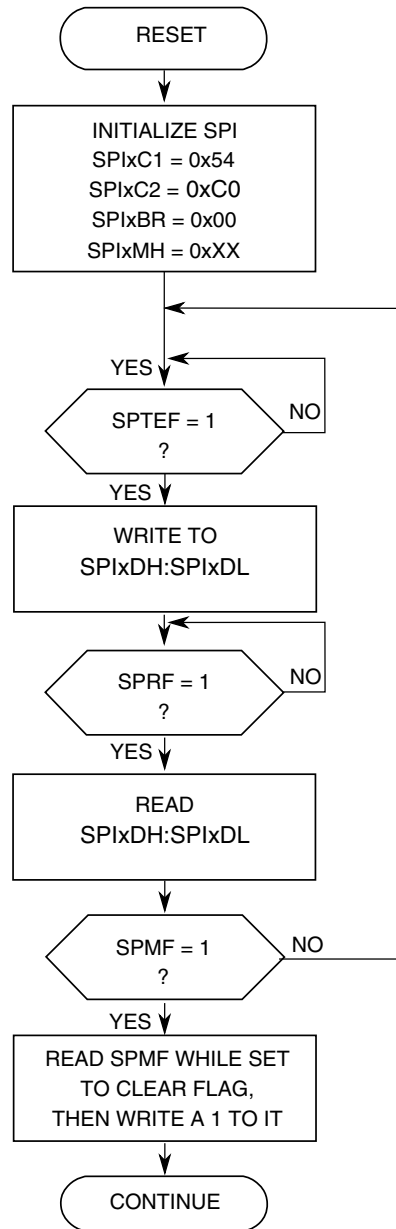 RESET
INITIALIZE SPI
SPIxC1 = 0x54
SPIxC2 = 0xC0
SPIxBR = 0x00
SPIxMH = 0xXX
YES
SPTEF = 1
?
NO
YES
WRITE TO
SPIxDH:SPIxDL
SPRF = 1
?
NO
YES
READ
SPIxDH:SPIxDL
SPMF = 1
?
NO
YES
READ SPMF WHILE SET
TO CLEAR FLAG,
THEN WRITE A 1 TO IT
CONTINUE